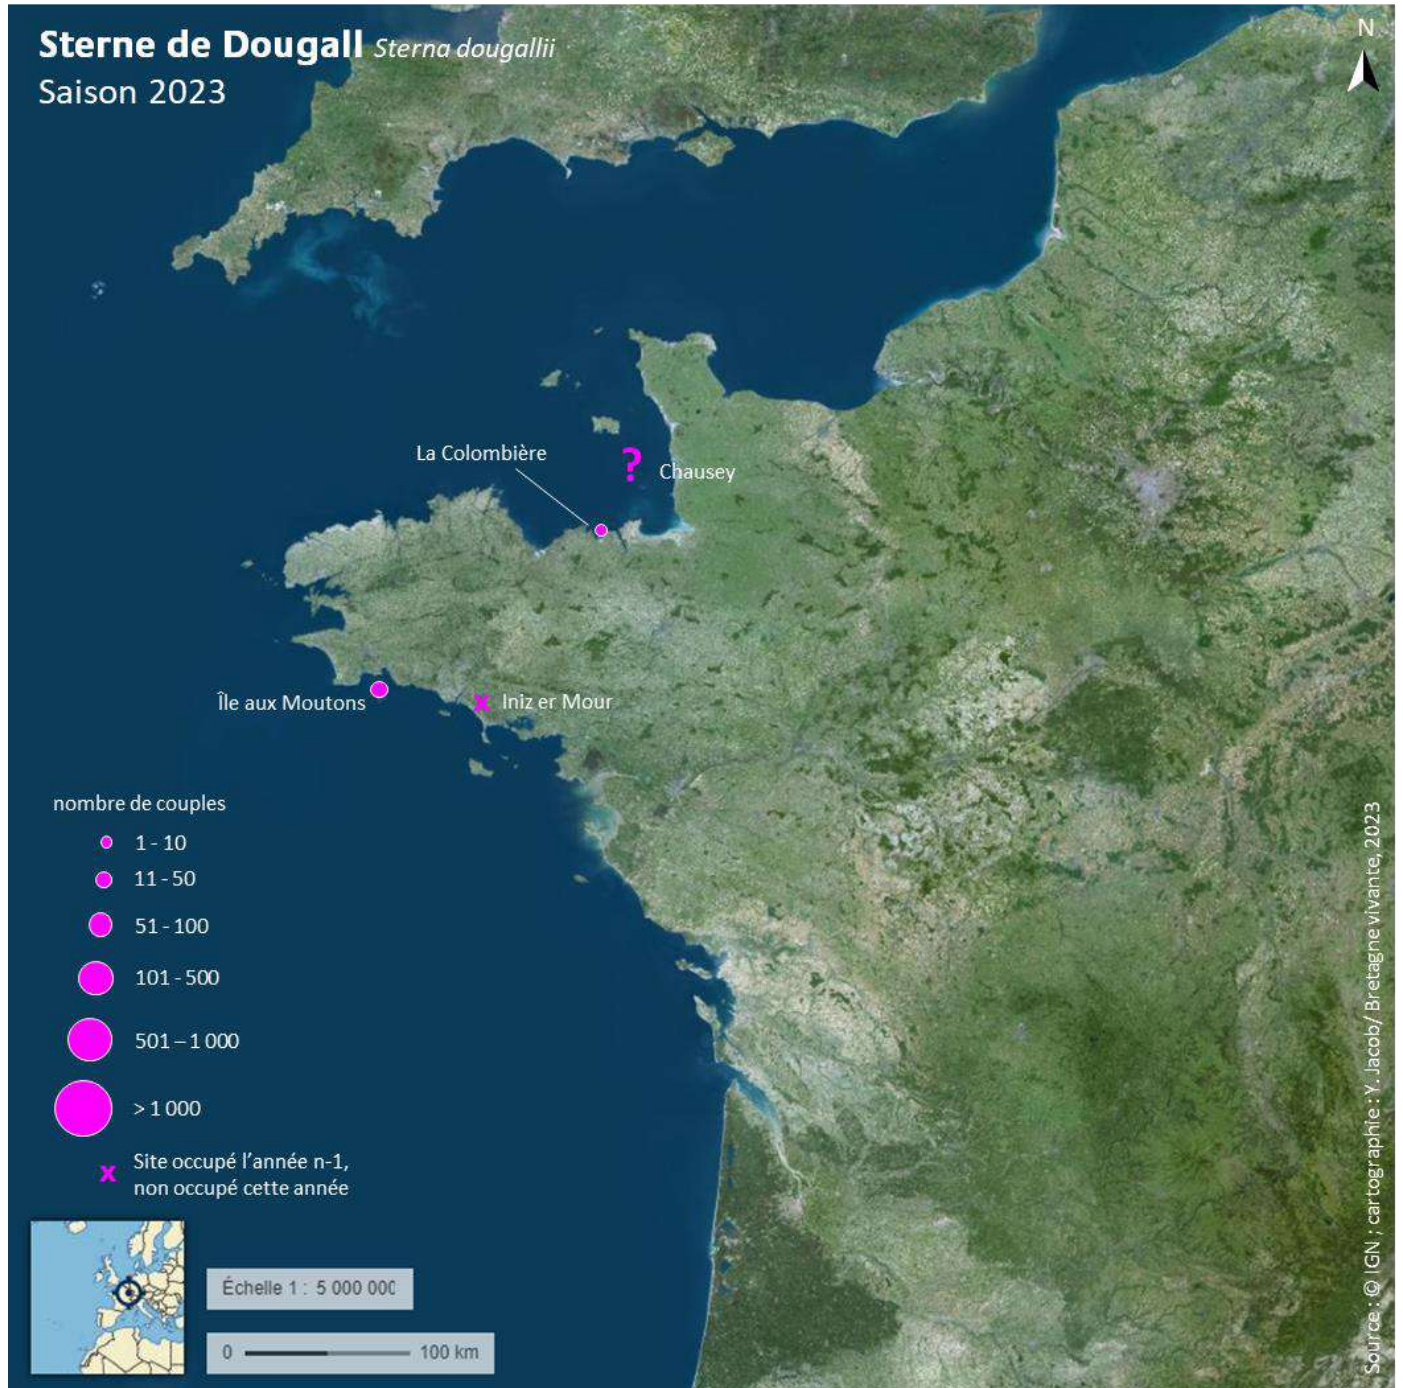 Sterne de Dougall Sterna dougallii
Saison 2023
N
La Colombière
?
Chausey
Île aux Moutons
x
Iniz er Mour
nombre de couples
1 - 10
11 - 50
51 - 100
101 - 500
501 – 1 000
> 1 000
x
Site occupé l’année n-1,
non occupé cette année
Échelle 1 : 5 000 000
0
100 km
Source : © IGN ; cartographie : Y. Jacob/ Bretagne vivante, 2023